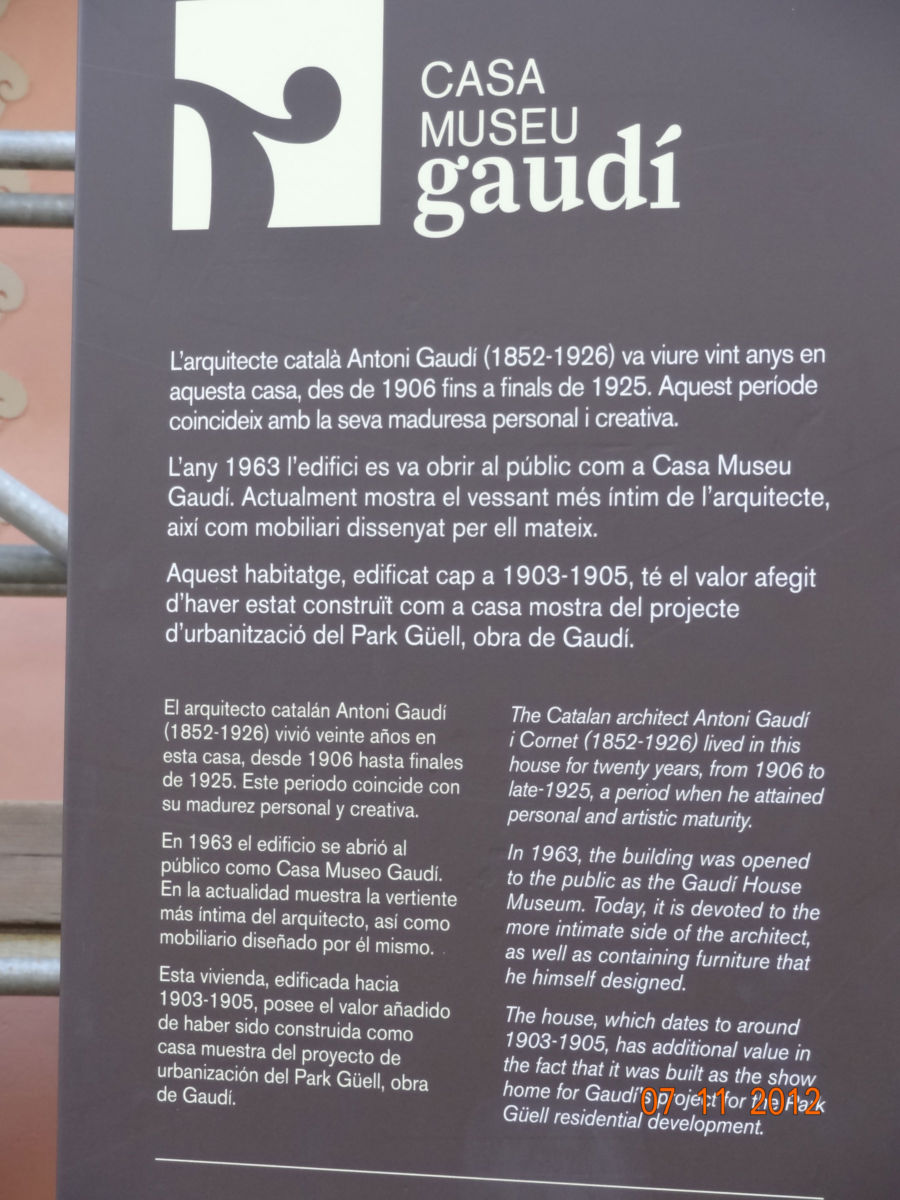 CASA
MUSEU
gaudí
L'arquitecte català Antoni Gaudí (1852-1926) va viure vint anys en
aquesta casa, des de 1906 fins a finals de 1925. Aquest període
coincideix amb la seva maduresa personal i creativa.
L'any 1963 l'edifici es va obrir al públic com a Casa Museu
Gaudí. Actualment mostra el vessant més íntim de l'arquitecte,
així com mobiliari dissenyat per ell mateix.
Aquest habitatge, edificat cap a 1903-1905, té el valor afegit
d'haver estat construït com a casa mostra del projecte
d'urbanització del Park Güell, obra de Gaudí.
El arquitecto catalán Antoni Gaudí
(1852-1926) vivió veinte años en
esta casa, desde 1906 hasta finales
de 1925. Este periodo coincide con
su madurez personal y creativa.
En 1963 el edificio se abrió al
público como Casa Museo Gaudí.
En la actualidad muestra la vertiente
más íntima del arquitecto, así como
mobiliario diseñado por él mismo.
Esta vivienda, edificada hacia
1903-1905, posee el valor añadido
de haber sido construida como
casa muestra del proyecto de
urbanización del Park Güell, obra
de Gaudí.
The Catalan architect Antoni Gaudí
i Cornet (1852-1926) lived in this
house for twenty years, from 1906 to
late-1925, a period when he attained
personal and artistic maturity.
In 1963, the building was opened
to the public as the Gaudí House
Museum. Today, it is devoted to the
more intimate side of the architect,
as well as containing furniture that
he himself designed.
The house, which dates to around
1903-1905, has additional value in
the fact that it was built as the show
home for Gaudí's project for the Park
Güell residential development.
07 11 2012